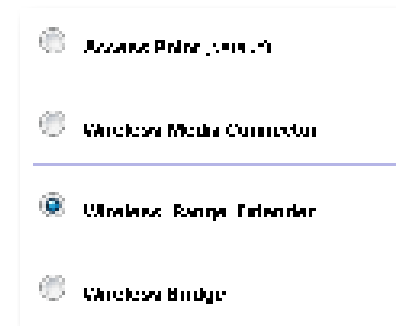 Access Point
Wireless Media Connector
Wireless Range Extender
Wireless Bridge